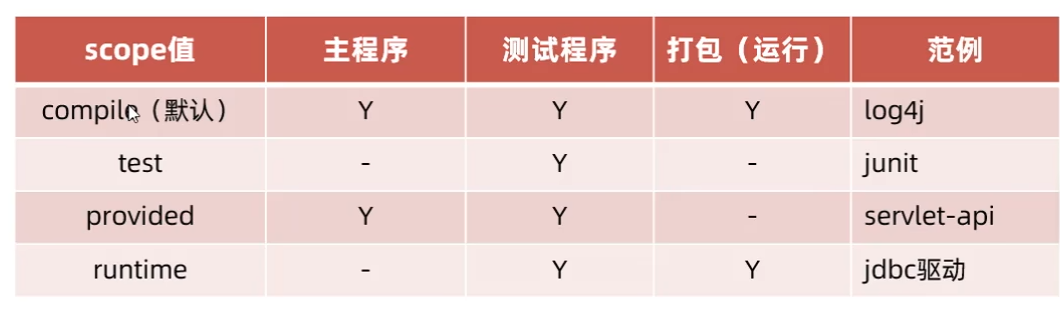 scope值 主程序 测试程序 打包（运行） 范例
compile（默认） Y Y Y log4j
test - Y - junit
provided Y Y - servlet-api
runtime - Y Y jdbc驱动